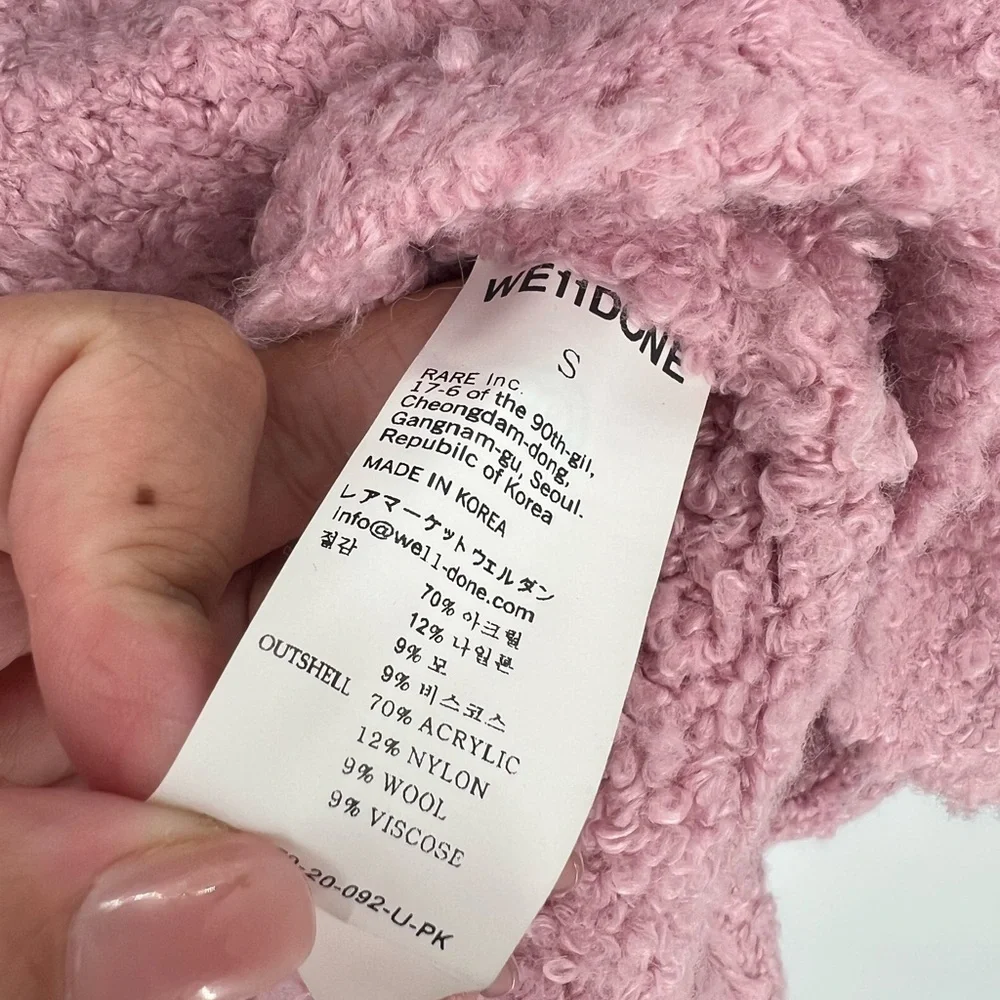 WE11DONE
S
RARE Inc.
17-6 of the 90th-gil,
Cheongdam-dong,
Gangnam-gu, Seoul.
Repubilc of Korea
MADE IN KOREA
レアマーケットウェルダン
info@we11-done.com
절감
70% 아크릴
12% 나일론
9% 모
9% 비스코스
OUTSHELL
70% ACRYLIC
12% NYLON
9% WOOL
9% VISCOSE
-20-092-U-PK